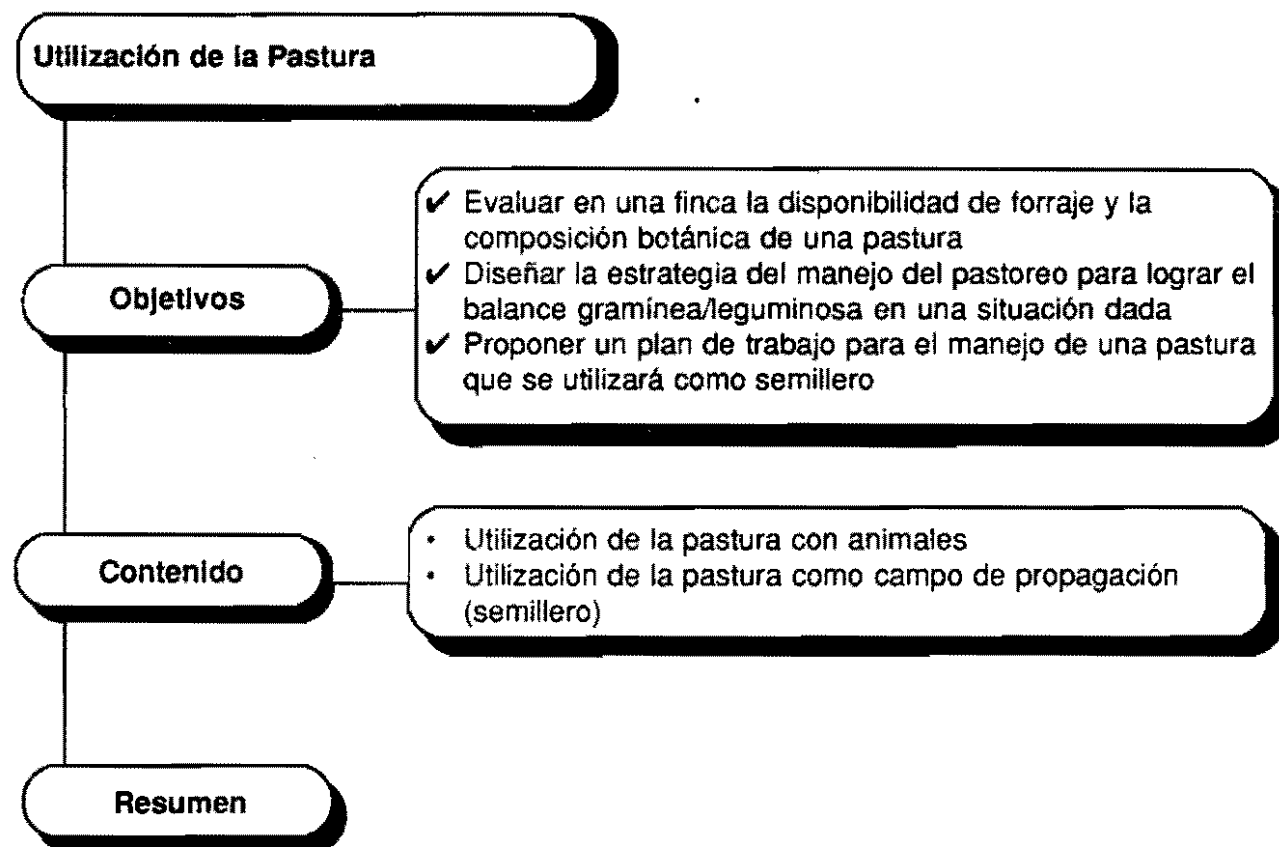 Utilización de la Pastura
✔ Evaluar en una finca la disponibilidad de forraje y la
composición botánica de una pastura
✔ Diseñar la estrategia del manejo del pastoreo para lograr el
balance gramínea/leguminosa en una situación dada
✔ Proponer un plan de trabajo para el manejo de una pastura
que se utilizará como semillero
Objetivos
• Utilización de la pastura con animales
• Utilización de la pastura como campo de propagación
(semillero)
Contenido
Resumen